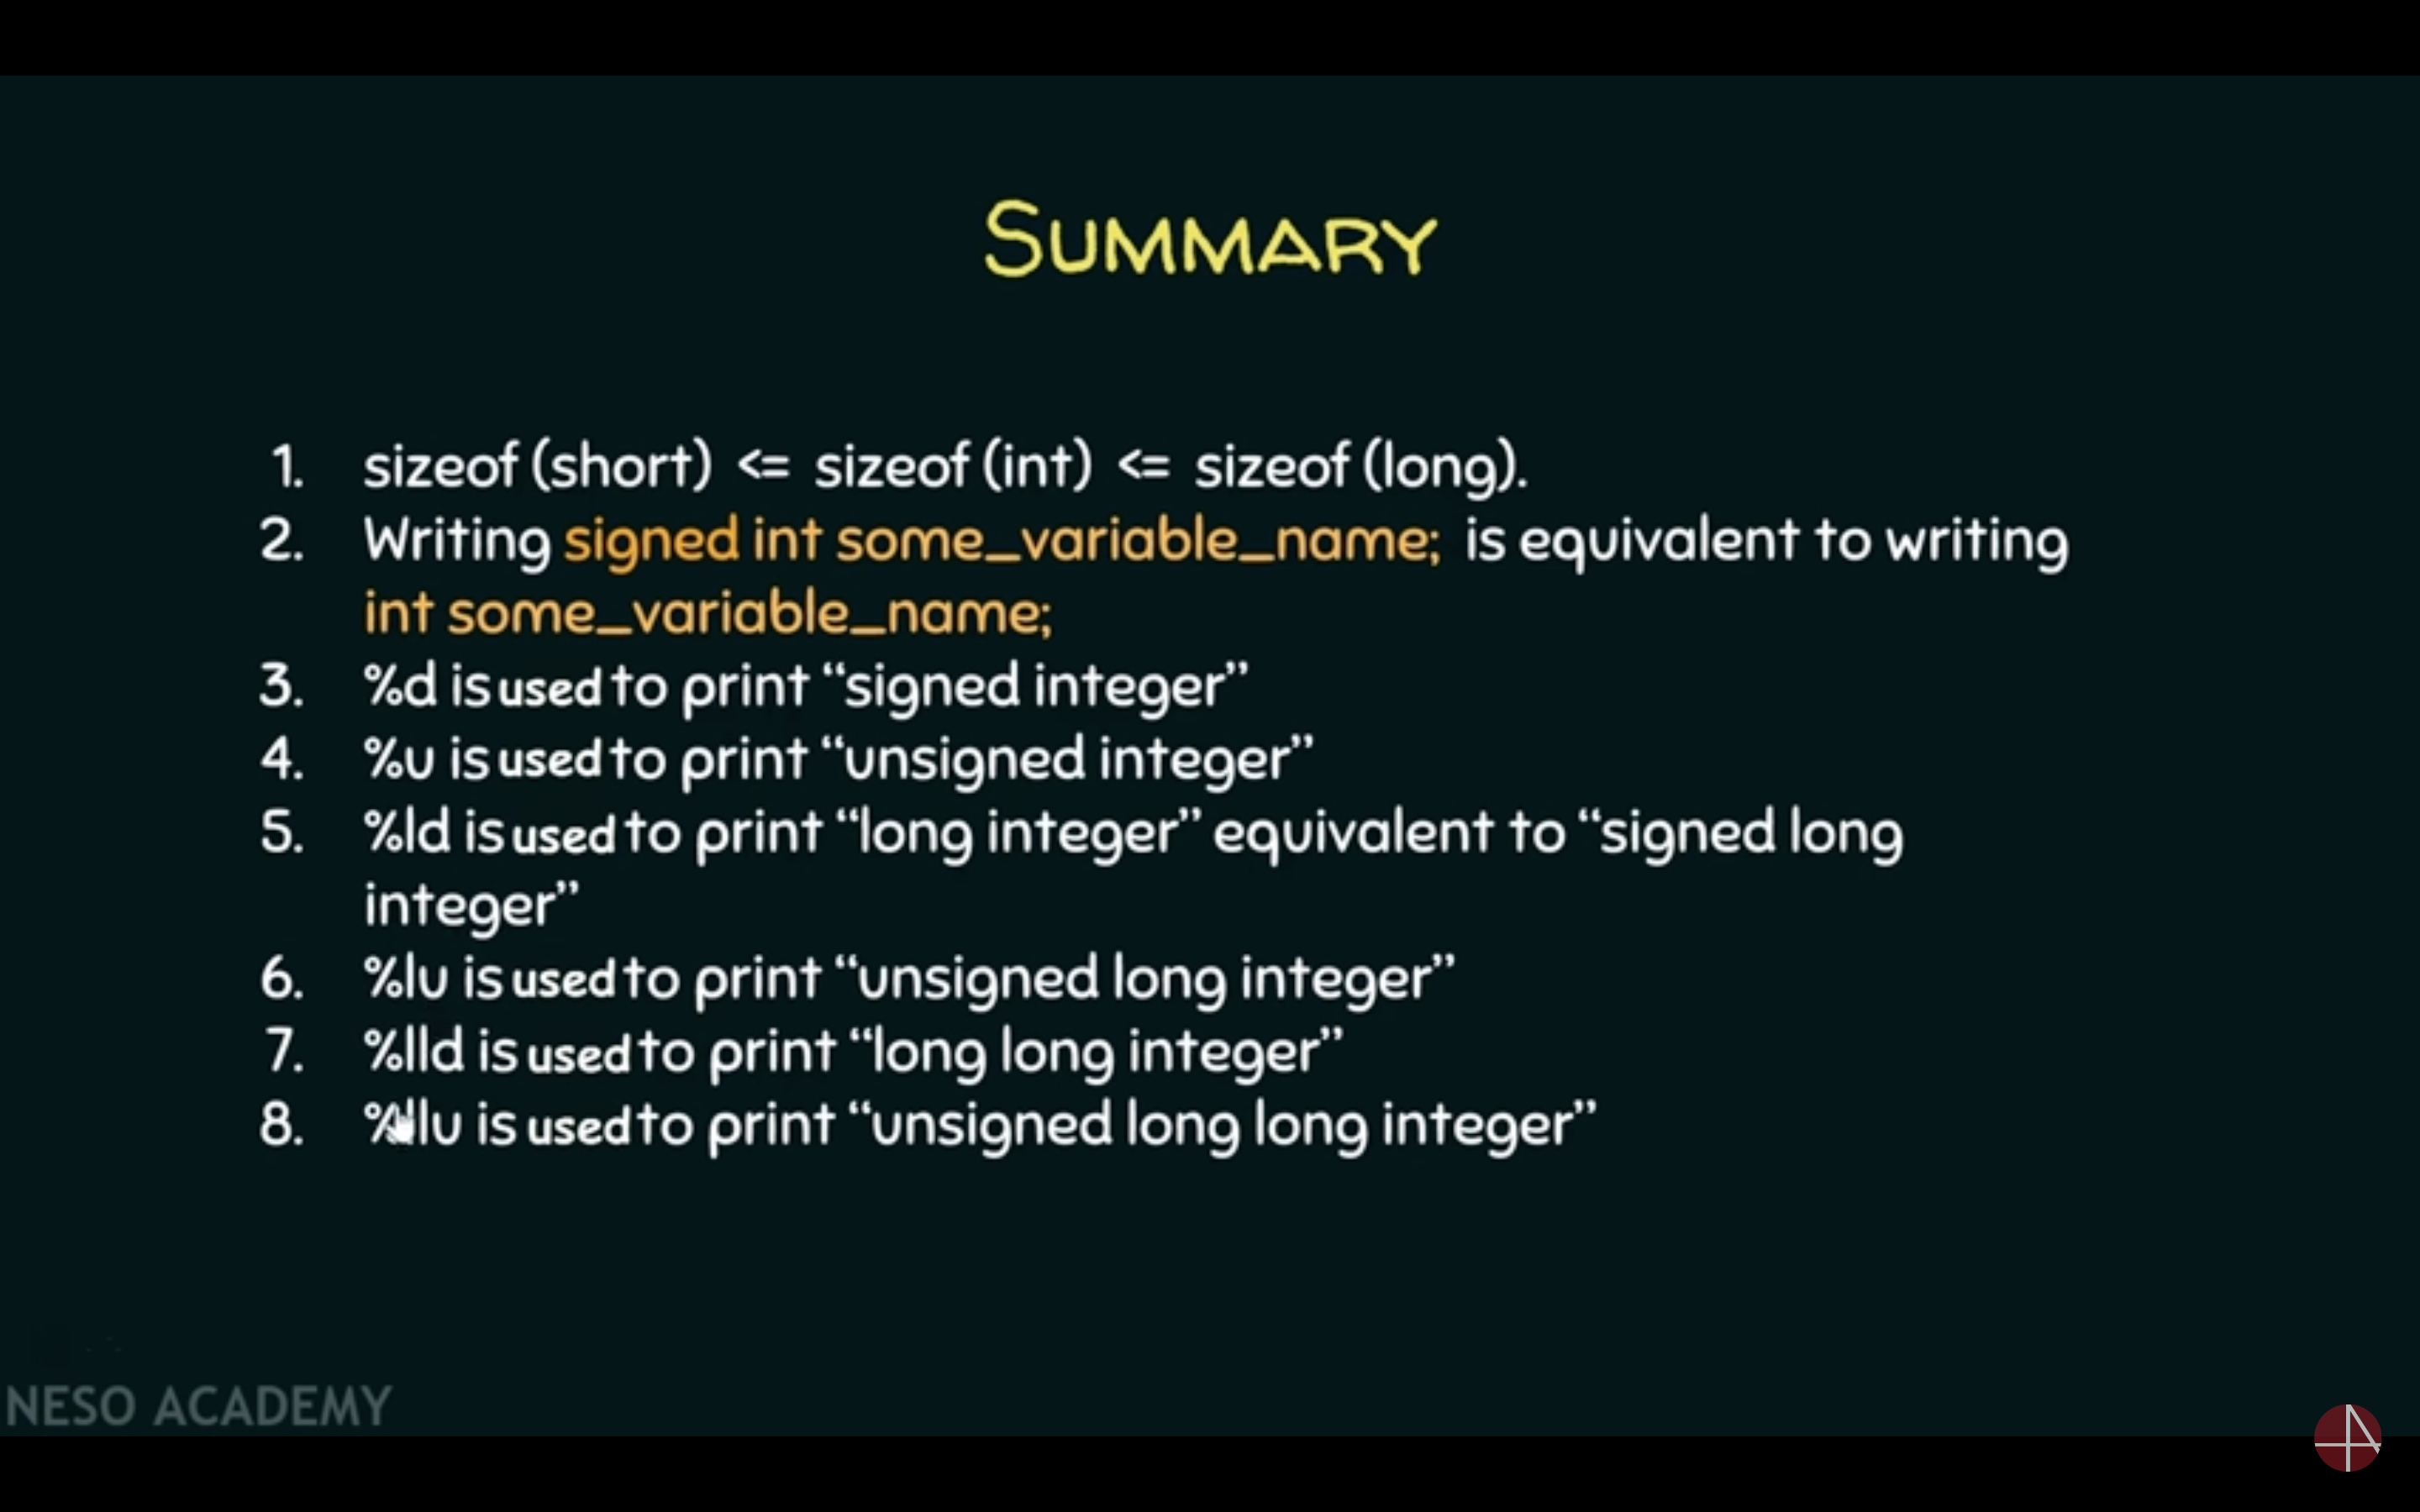 SUMMARY
1. sizeof (short) <= sizeof (int) <= sizeof (long).
2. Writing signed int some_variable_name; is equivalent to writing
int some_variable_name;
3. %d is used to print “signed integer”
4. %u is used to print “unsigned integer”
5. %ld is used to print “long integer” equivalent to “signed long
integer”
6. %lu is used to print “unsigned long integer”
7. %lld is used to print “long long integer”
8. %llu is used to print “unsigned long long integer”
NESO ACADEMY